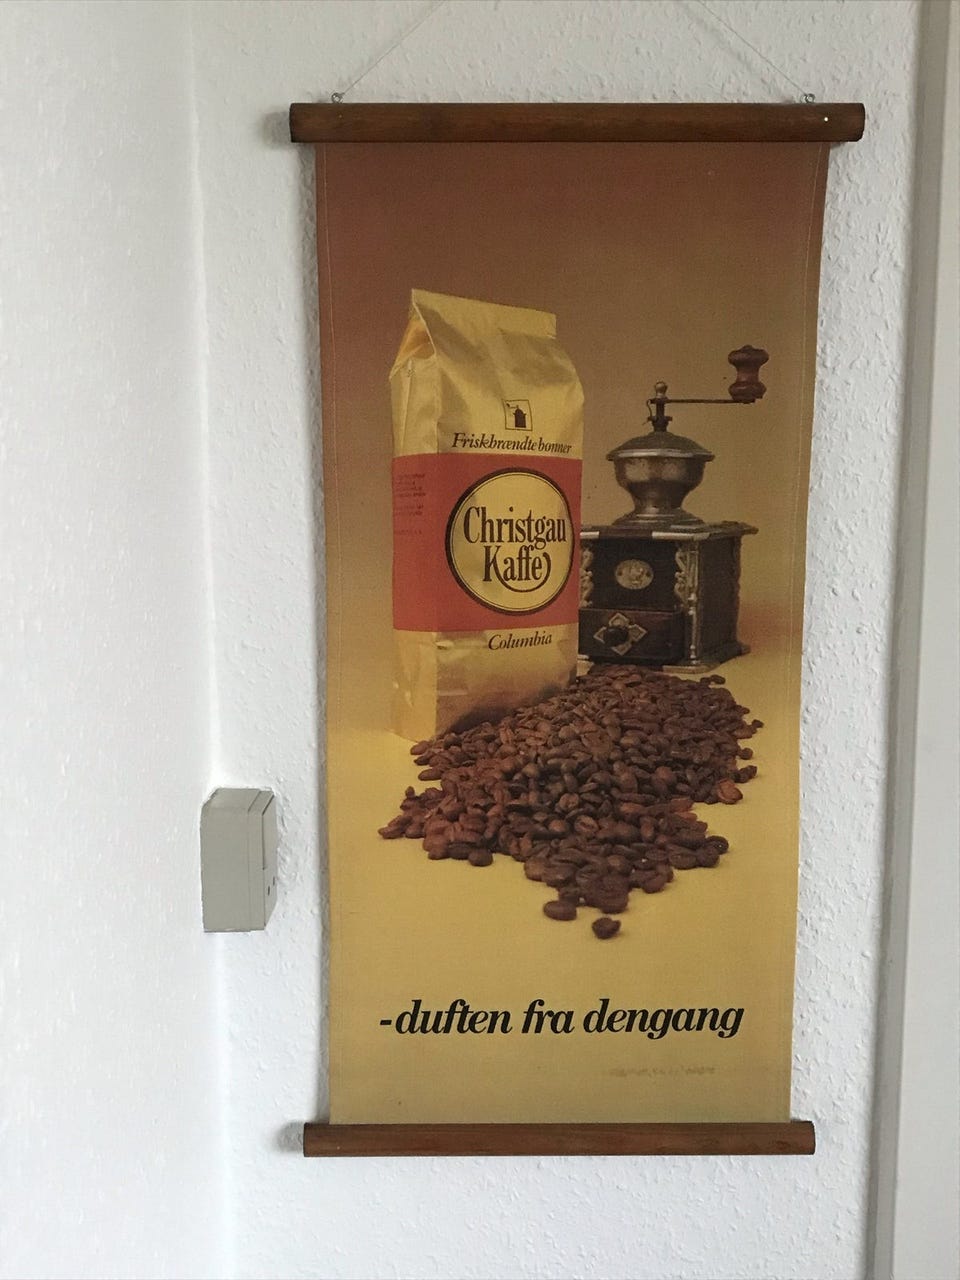 Friskbrændte bønner
Christgau
Kaffe
Columbia
-duften fra dengang